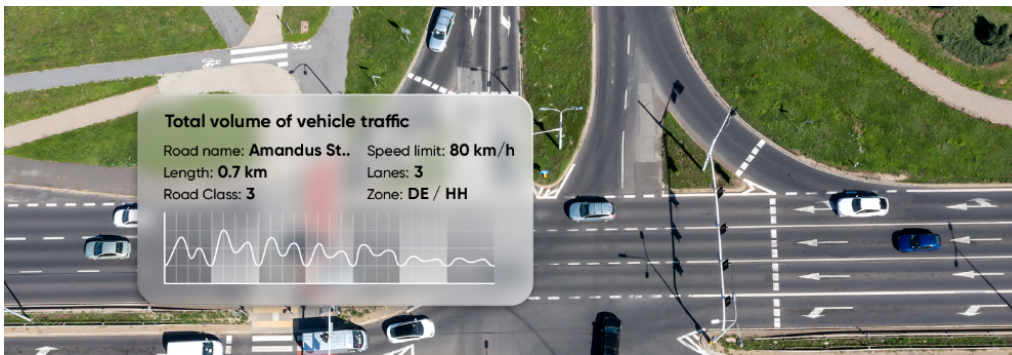 Total volume of vehicle traffic
Road name: Amandus St.. Speed limit: 80 km/h
Length: 0.7 km Lanes: 3
Road Class: 3 Zone: DE / HH